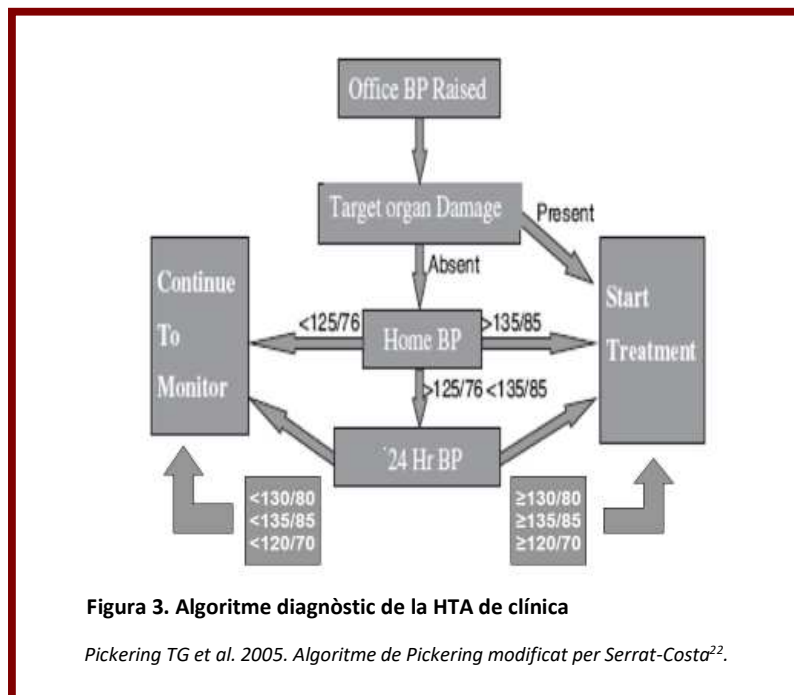 Office BP Raised
Target organ Damage
Present
Absent
Continue
To
Monitor
<125/76
Home BP
>135/85
Start
Treatment
>125/76 <135/85
`24 Hr BP
<130/80
<135/85
<120/70
≥130/80
≥135/85
≥120/70
Figura 3. Algoritme diagnòstic de la HTA de clínica
Pickering TG et al. 2005. Algoritme de Pickering modificat per Serrat-Costa²².